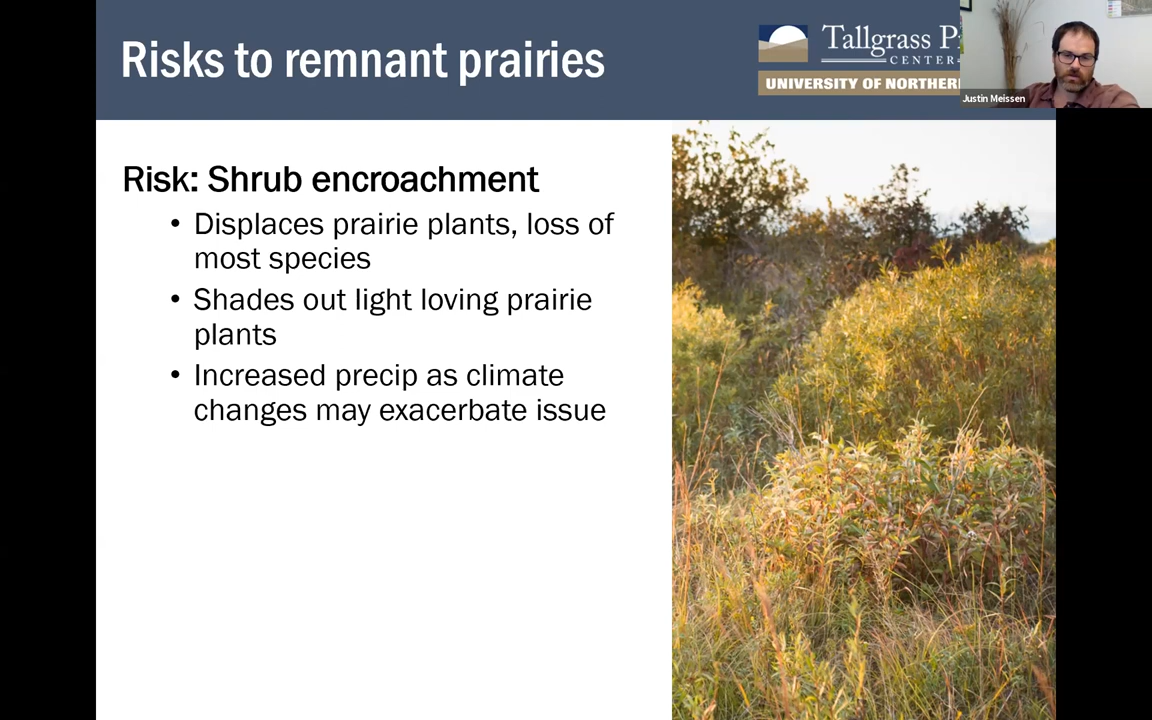 Risks to remnant prairies
Tallgrass P
CENTER
UNIVERSITY OF NORTHER
Justin Meissen
Risk: Shrub encroachment
• Displaces prairie plants, loss of
most species
• Shades out light loving prairie
plants
• Increased precip as climate
changes may exacerbate issue